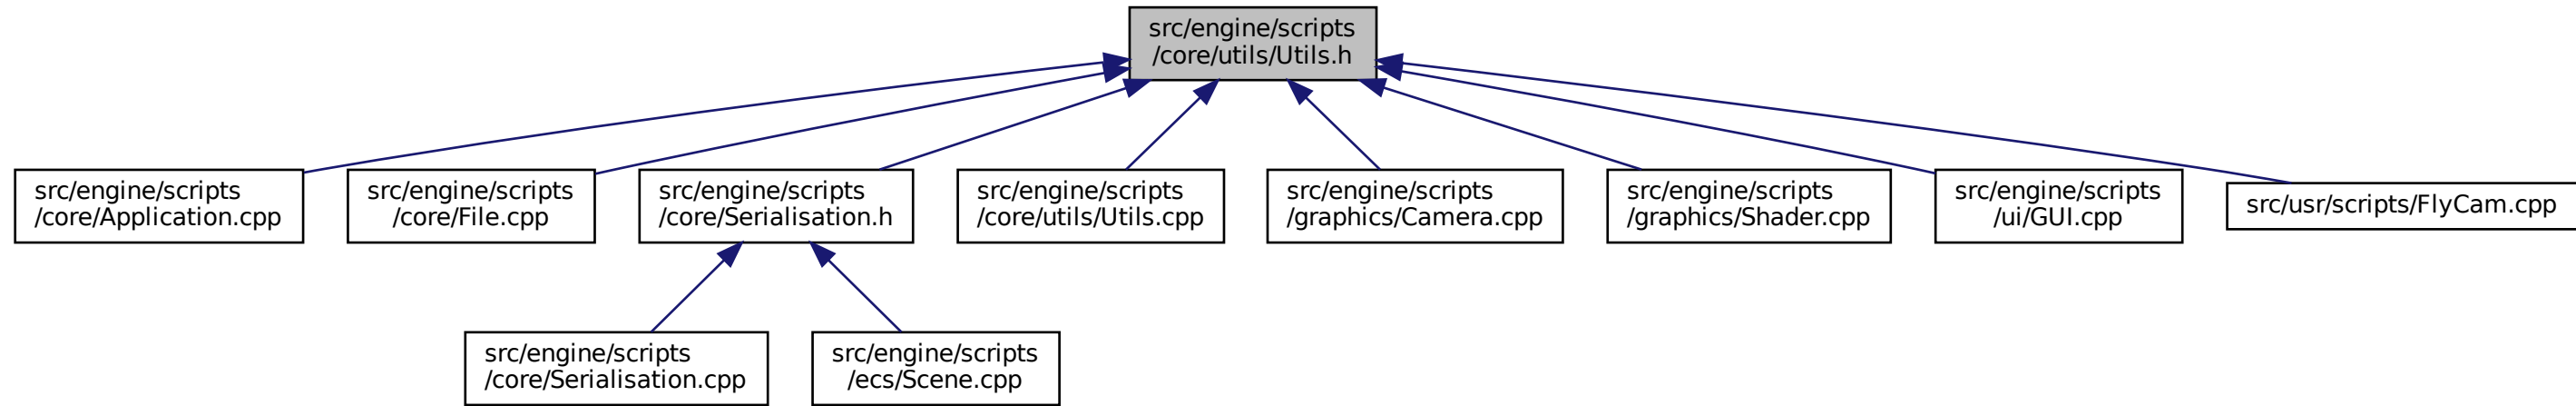 src/engine/scripts
/core/utils/Utils.h
src/engine/scripts
/core/Application.cpp
src/engine/scripts
/core/File.cpp
src/engine/scripts
/core/Serialisation.h
src/engine/scripts
/core/utils/Utils.cpp
src/engine/scripts
/graphics/Camera.cpp
src/engine/scripts
/graphics/Shader.cpp
src/engine/scripts
/ui/GUI.cpp
src/usr/scripts/FlyCam.cpp
src/engine/scripts
/core/Serialisation.cpp
src/engine/scripts
/ecs/Scene.cpp